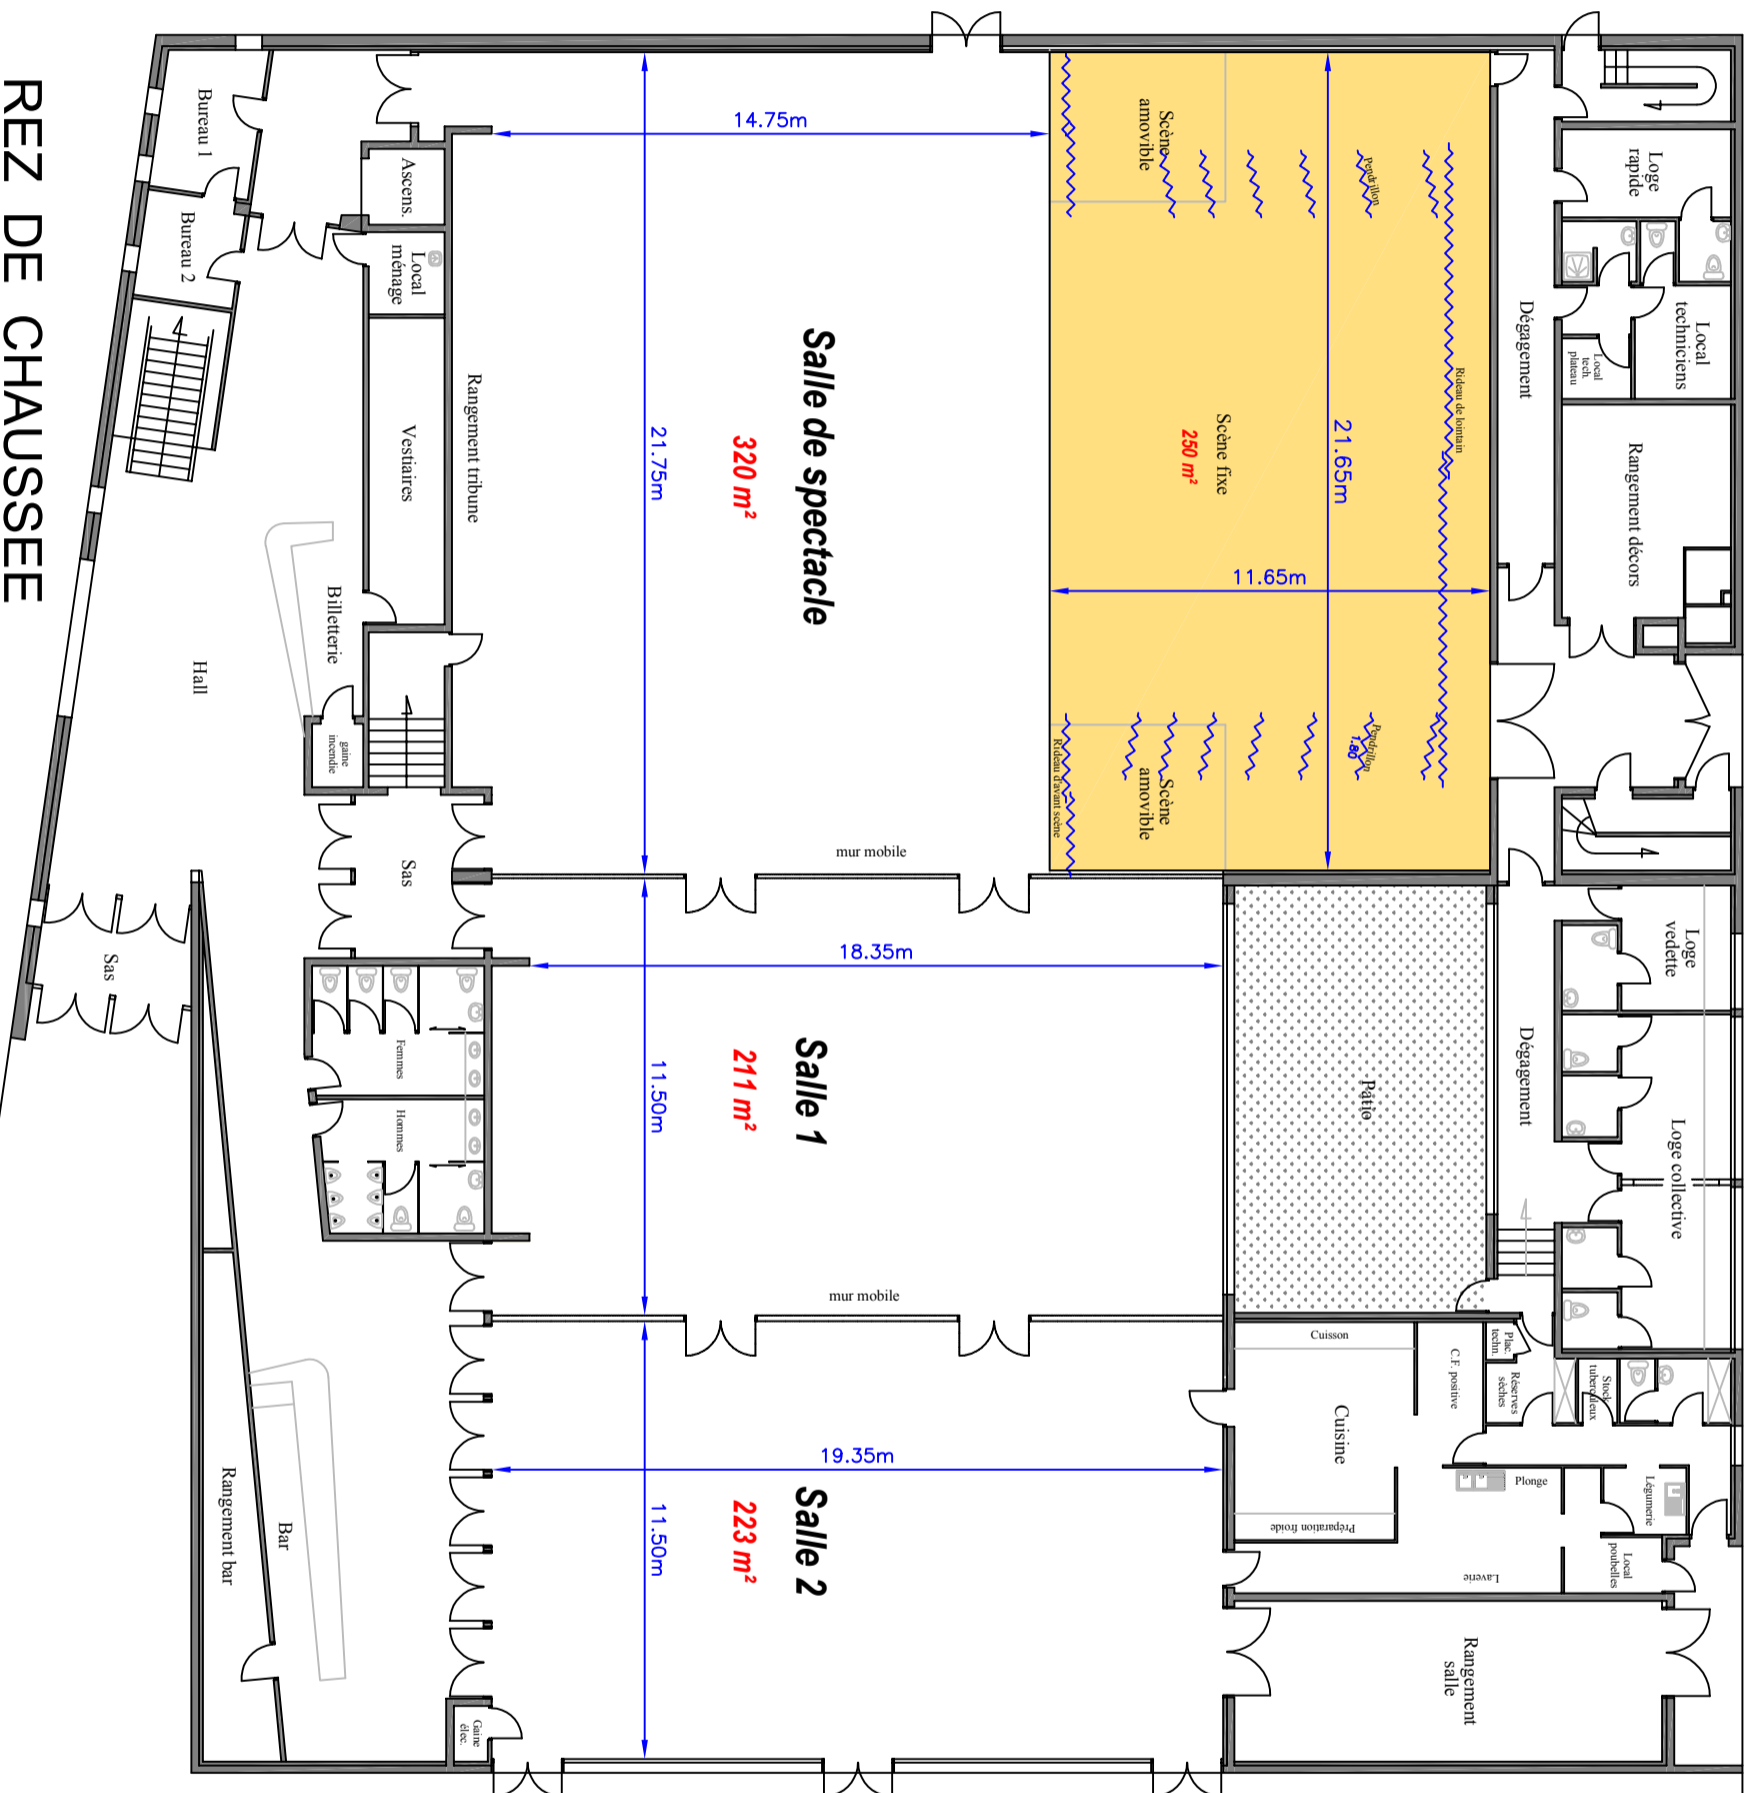 REZ DE CHAUSSEE
Loge
rapide
Local
techniciens
Local
tech.
plateau
Rangement décors
Loge
vedette
Loge collective
Stock
tuberculeux
Légumerie
Local
poubelles
Dégagement
Dégagement
Plac.
techn.
Réserves
sèches
Plonge
Laverie
Rangement
salle
Rideau de lointain
Pendrillon
Pendrillon
1.80
21.65m
11.65m
Scène fixe
250 m²
Scène
amovible
Scène
amovible
Rideau d'avant scène
Patio
C.F. positive
Cuisson
Cuisine
Préparation froide
14.75m
Salle de spectacle
320 m²
21.75m
mur mobile
18.35m
Salle 1
211 m²
11.50m
mur mobile
19.35m
Salle 2
223 m²
11.50m
Rangement tribune
Ascens.
Local
ménage
Vestiaires
Sas
Femmes
Hommes
Gaine
élec.
Billetterie
gaine
incendie
Bureau 1
Bureau 2
Hall
Sas
Bar
Rangement bar